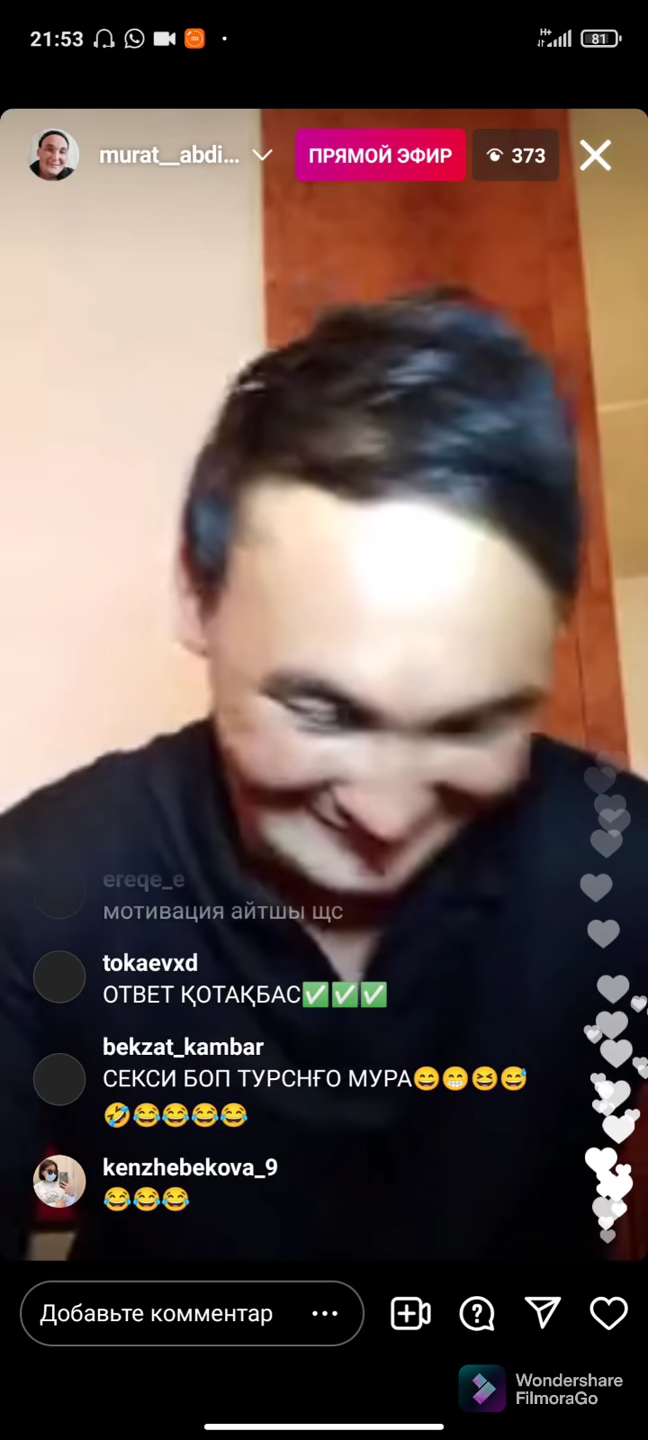 21:53
H+
81
murat__abdi...
ПРЯМОЙ ЭФИР
373
ereqe_e
мотивация айтшы щс
tokaevxd
ОТВЕТ ҚОТАҚБАС✅✅✅
bekzat_kambar
СЕКСИ БОП ТУРСНҒО МУРА😄😁😆😅
🤣😂😂😂😂
kenzhebekova_9
😂😂😂
Добавьте комментар
Wondershare
FilmoraGo